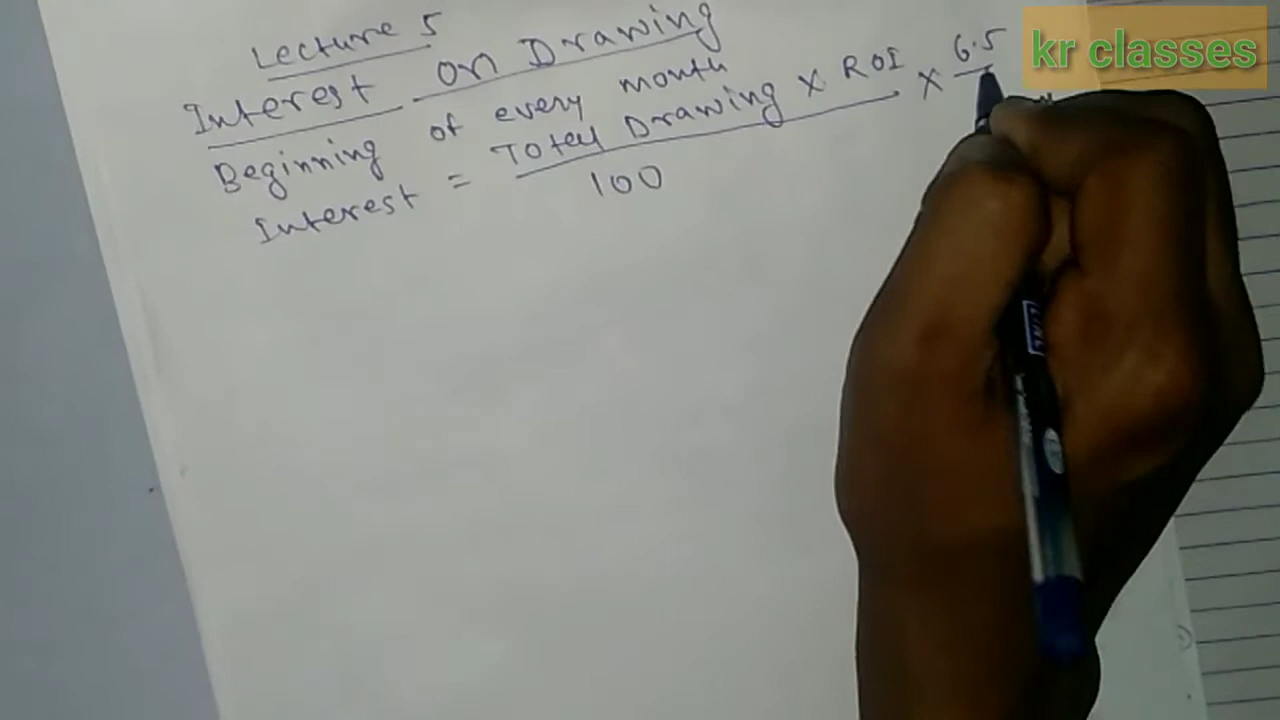 kr classes
Lecture 5
Interest on Drawing
Beginning of every month
Interest = Total Drawing × ROI × 6.5
100